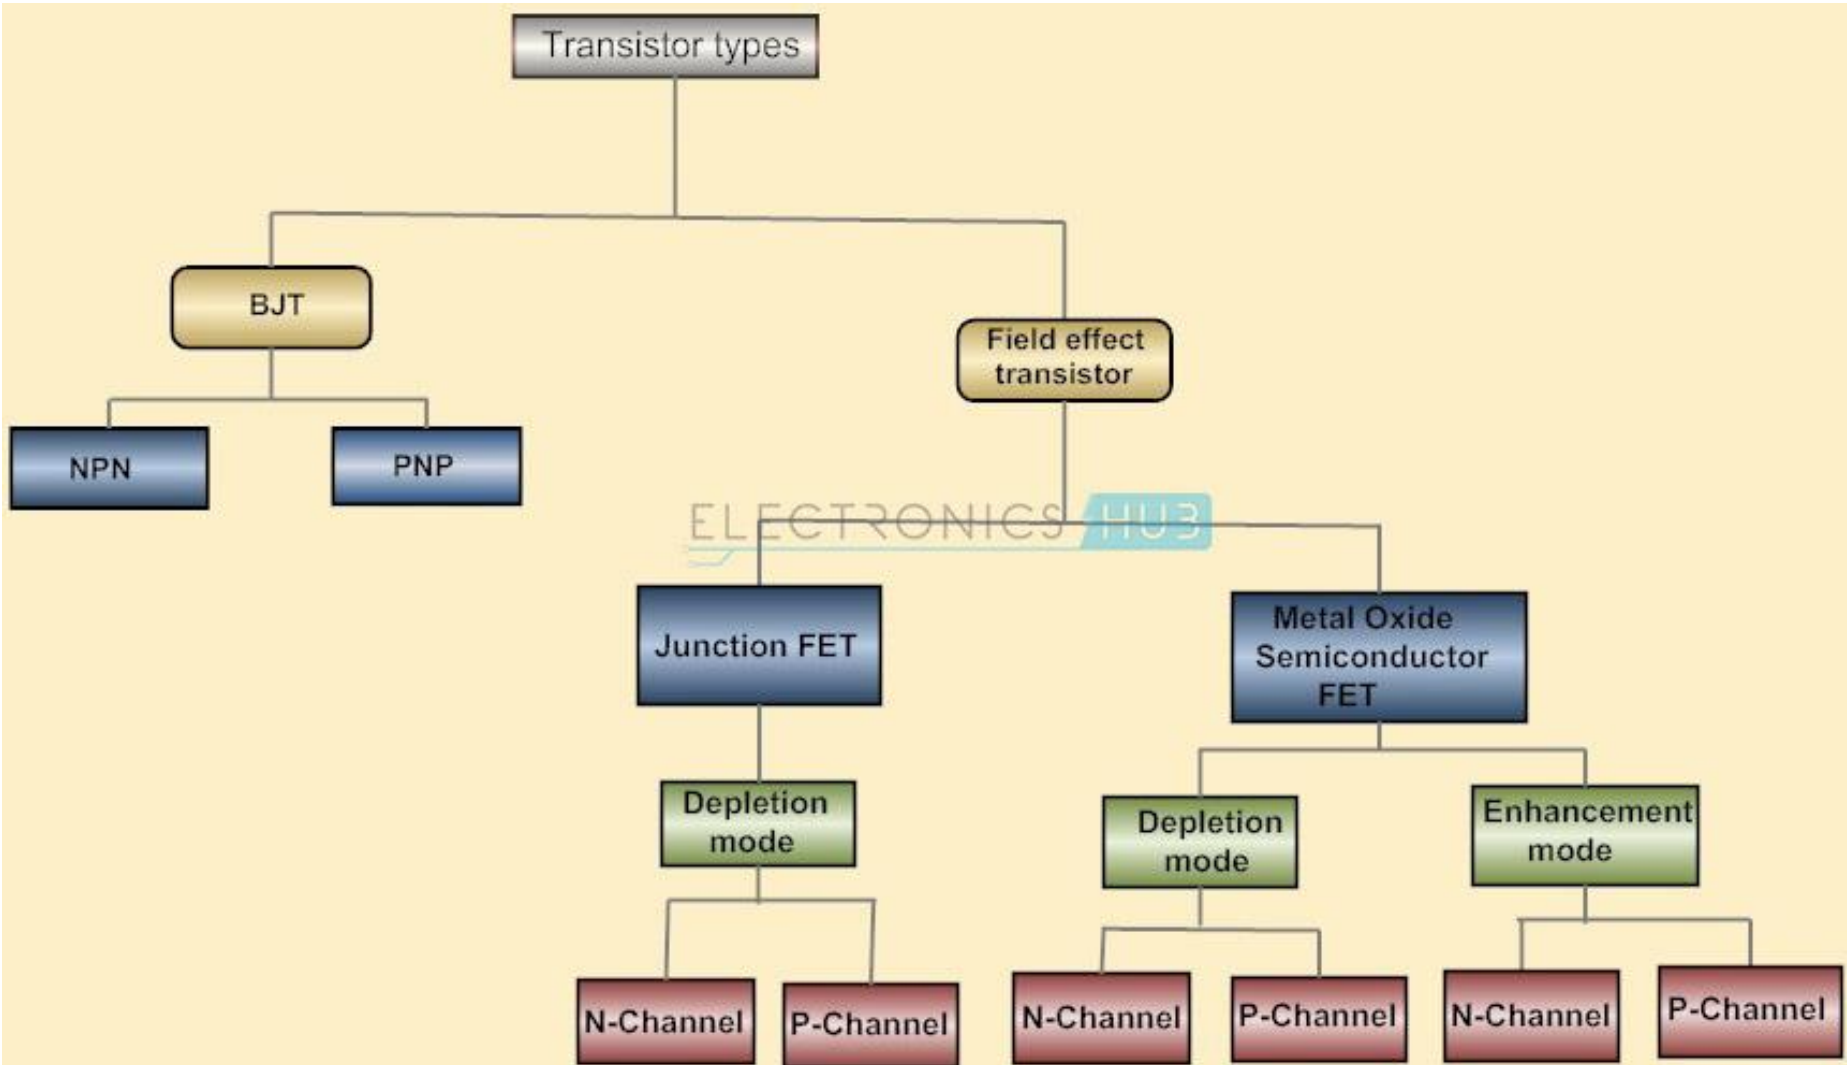 Transistor types
BJT
Field effect
transistor
NPN
PNP
ELECTRONICS HUB
Junction FET
Metal Oxide
Semiconductor
FET
Depletion
mode
Depletion
mode
Enhancement
mode
N-Channel
P-Channel
N-Channel
P-Channel
N-Channel
P-Channel